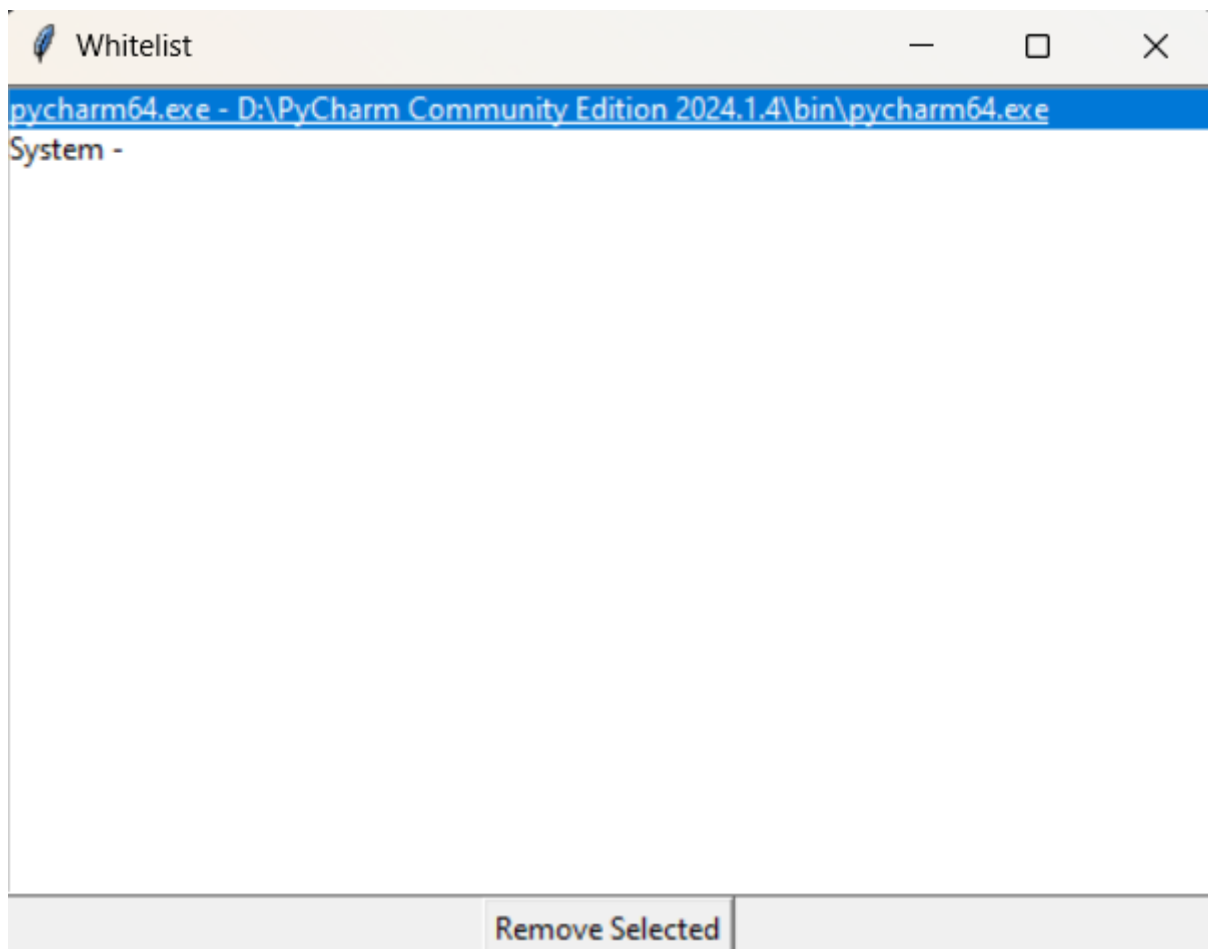 Whitelist
pycharm64.exe - D:\PyCharm Community Edition 2024.1.4\bin\pycharm64.exe
System -
Remove Selected